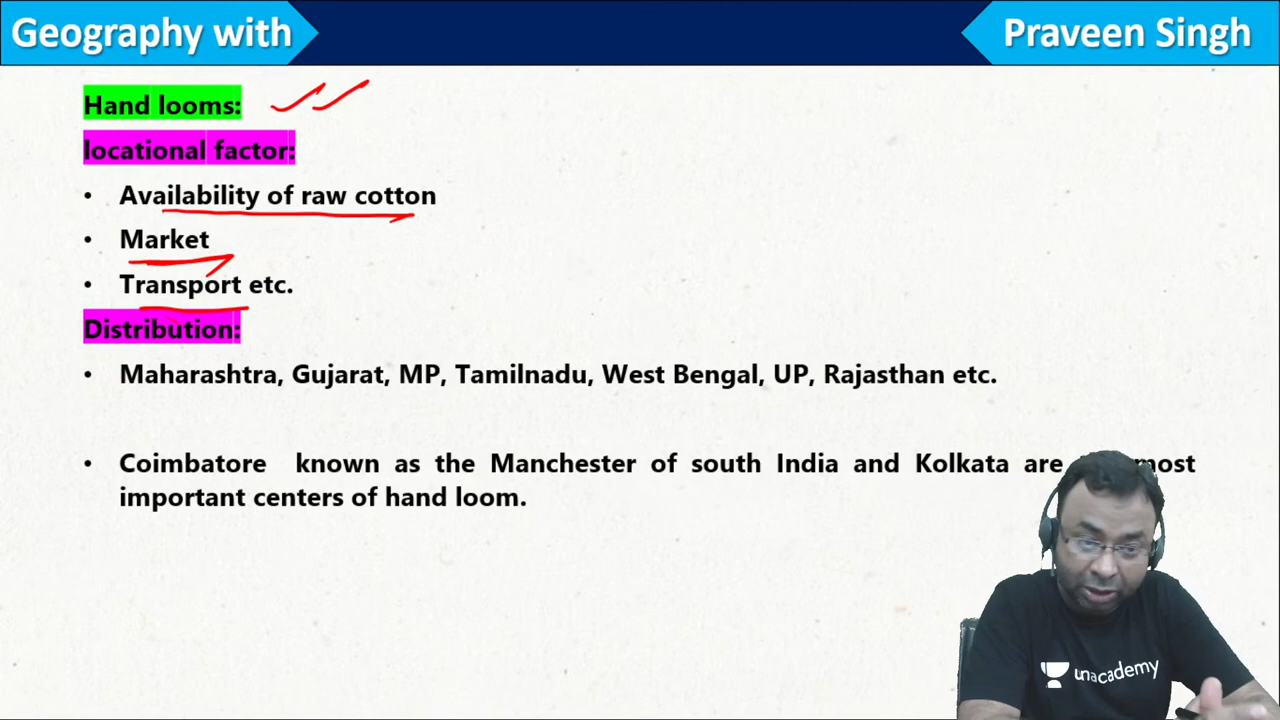 Geography with
Praveen Singh
Hand looms:
locational factor:
• Availability of raw cotton
• Market
• Transport etc.
Distribution:
• Maharashtra, Gujarat, MP, Tamilnadu, West Bengal, UP, Rajasthan etc.
• Coimbatore known as the Manchester of south India and Kolkata are most
important centers of hand loom.
unacademy